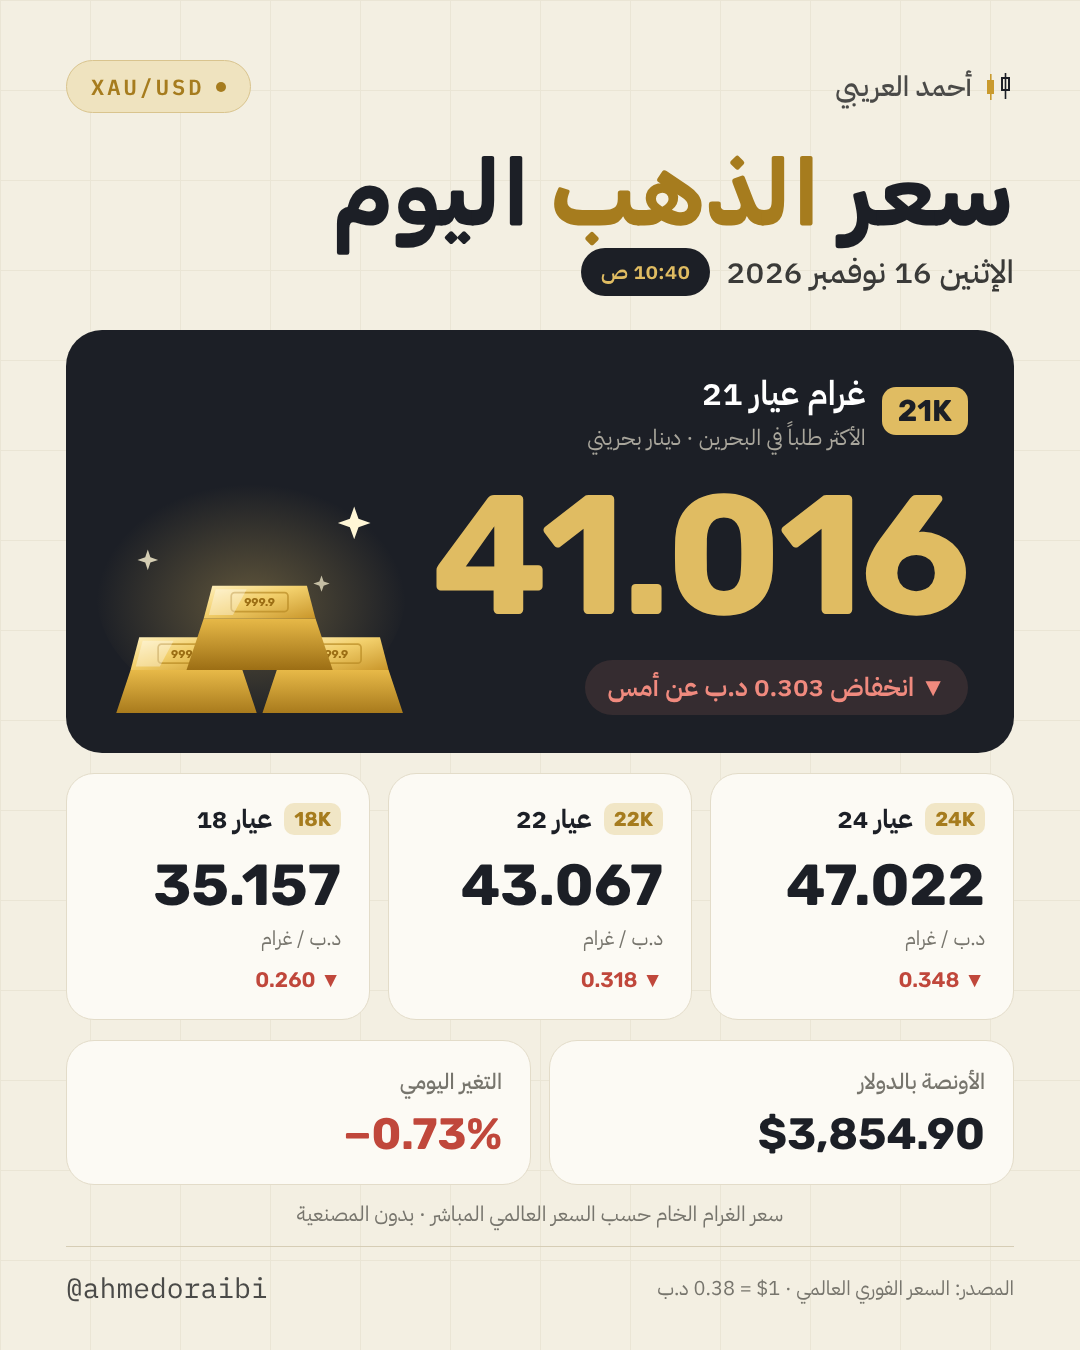 أحمد العريبي
XAU/USD
سعر الذهب اليوم
الإثنين 16 نوفمبر 2026 10:40 ص
21K غرام عيار 21
الأكثر طلباً في البحرين · دينار بحريني
41.016
▼ انخفاض 0.303 د.ب عن أمس
999.9
999
99.9
24K عيار 24
47.022
د.ب / غرام
▼ 0.348
22K عيار 22
43.067
د.ب / غرام
▼ 0.318
18K عيار 18
35.157
د.ب / غرام
▼ 0.260
الأونصة بالدولار
$3,854.90
التغير اليومي
−0.73%
سعر الغرام الخام حسب السعر العالمي المباشر · بدون المصنعية
المصدر: السعر الفوري العالمي · 1$ = 0.38 د.ب
@ahmedoraibi